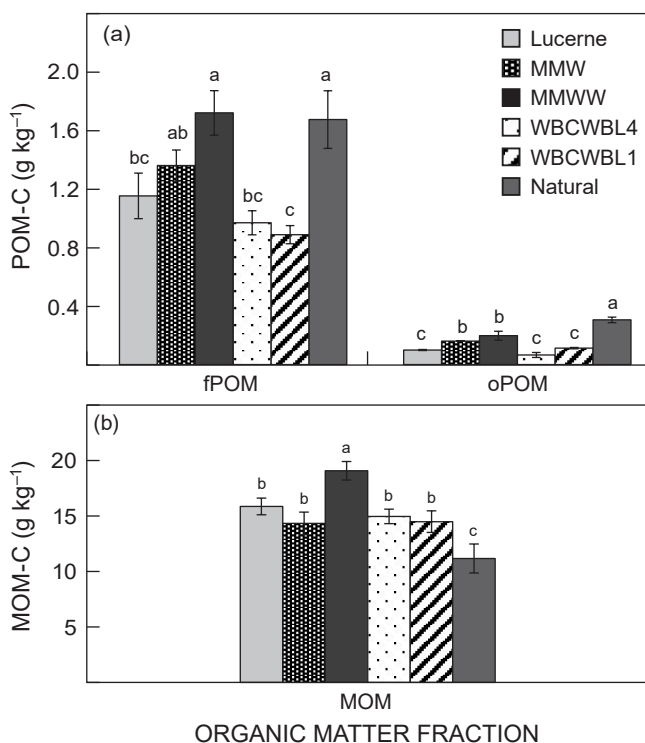 (a)
Lucerne
MMW
MMWW
WBCWBL4
WBCWBL1
Natural
POM-C (g kg⁻¹)
2.0
1.6
1.2
0.8
0.4
bc
ab
a
bc
c
a
c
b
b
c
c
a
fPOM
oPOM
(b)
MOM-C (g kg⁻¹)
20
15
10
5
b
b
a
b
b
c
MOM
ORGANIC MATTER FRACTION